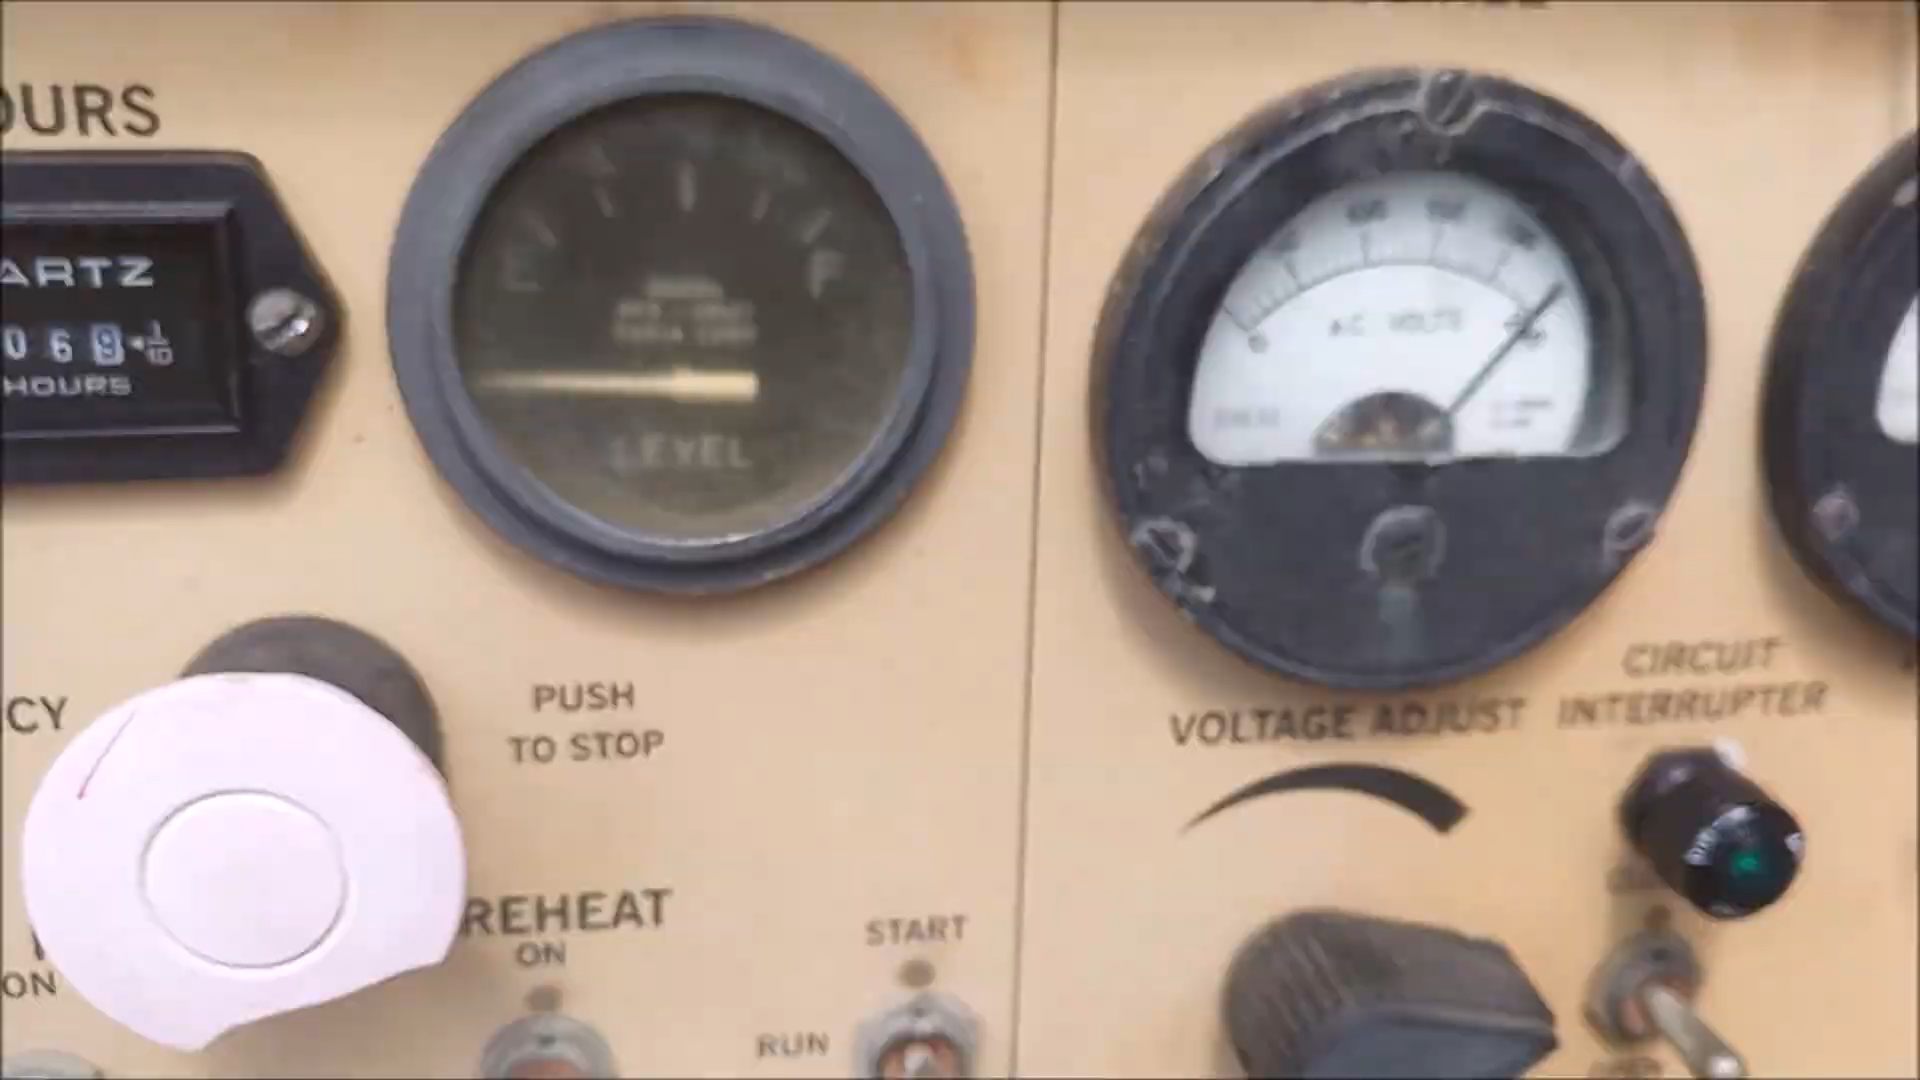 OURS
ARTZ
0 6 9 1/10
HOURS
E
F
LEVEL
AC VOLTS
0
CY
PUSH
TO STOP
VOLTAGE ADJUST
CIRCUIT
INTERRUPTER
REHEAT
ON
ON
START
RUN